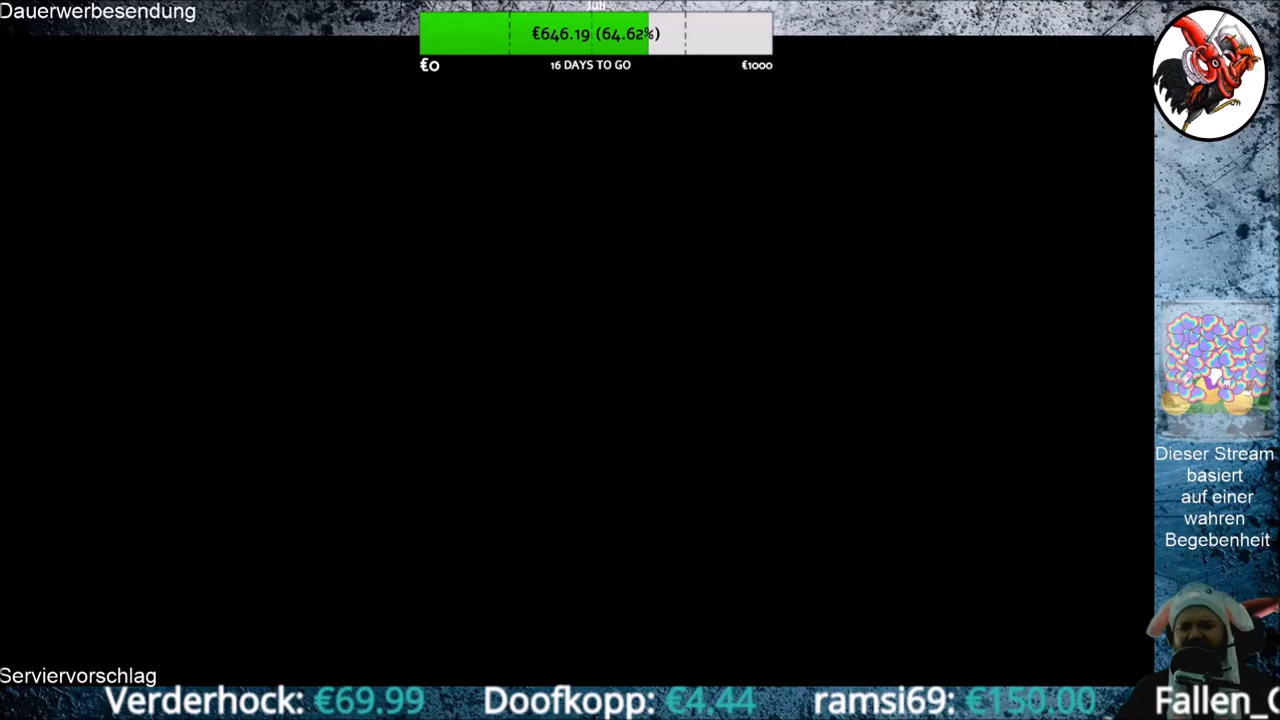 Dauerwerbesendung
Juli
€646.19 (64.62%)
€0
16 DAYS TO GO
€1000
Dieser Stream
basiert
auf einer
wahren
Begebenheit
Serviervorschlag
Verderhock: €69.99 Doofkopp: €4.44 ramsi69: €150.00